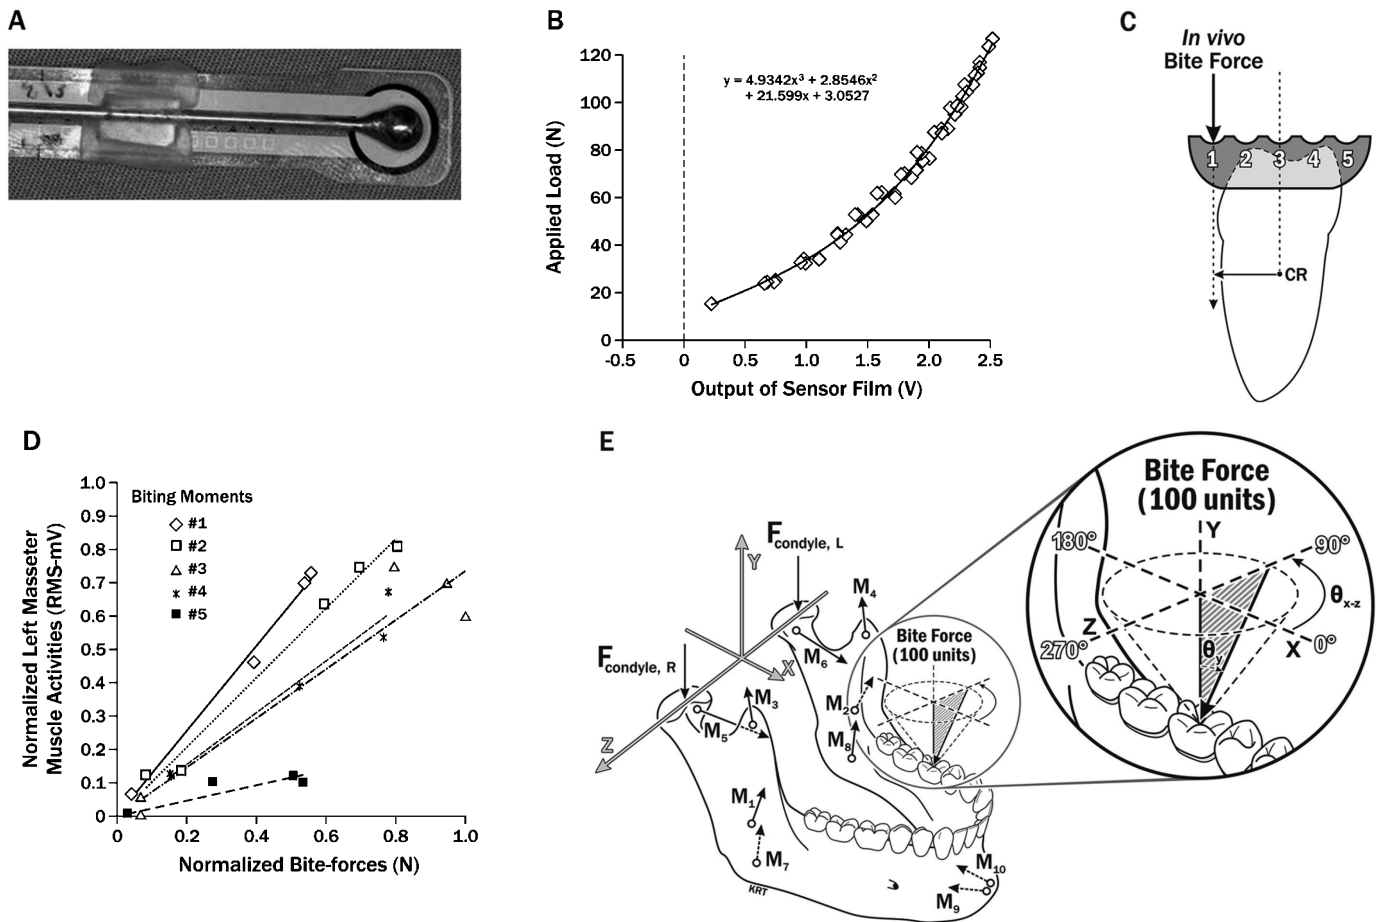 A
B
120
100
80
60
40
20
0
-0.5
0
0.5
1.0
1.5
2.0
2.5
Applied Load (N)
Output of Sensor Film (V)
y = 4.9342x³ + 2.8546x²
+ 21.599x + 3.0527
C
In vivo
Bite Force
1 2 3 4 5
CR
D
1.0
0.9
0.8
0.7
0.6
0.5
0.4
0.3
0.2
0.1
0
0
0.2
0.4
0.6
0.8
1.0
Normalized Left Masseter
Muscle Activities (RMS-mV)
Normalized Bite-forces (N)
Biting Moments
#1
#2
#3
#4
#5
E
F condyle, L
F condyle, R
Y
X
Z
M4
M6
M3
M5
M2
M8
M1
M7
M10
M9
KRT
Bite Force
(100 units)
Bite Force
(100 units)
Y
180°
90°
θx-z
Z
270°
θy
X
0°